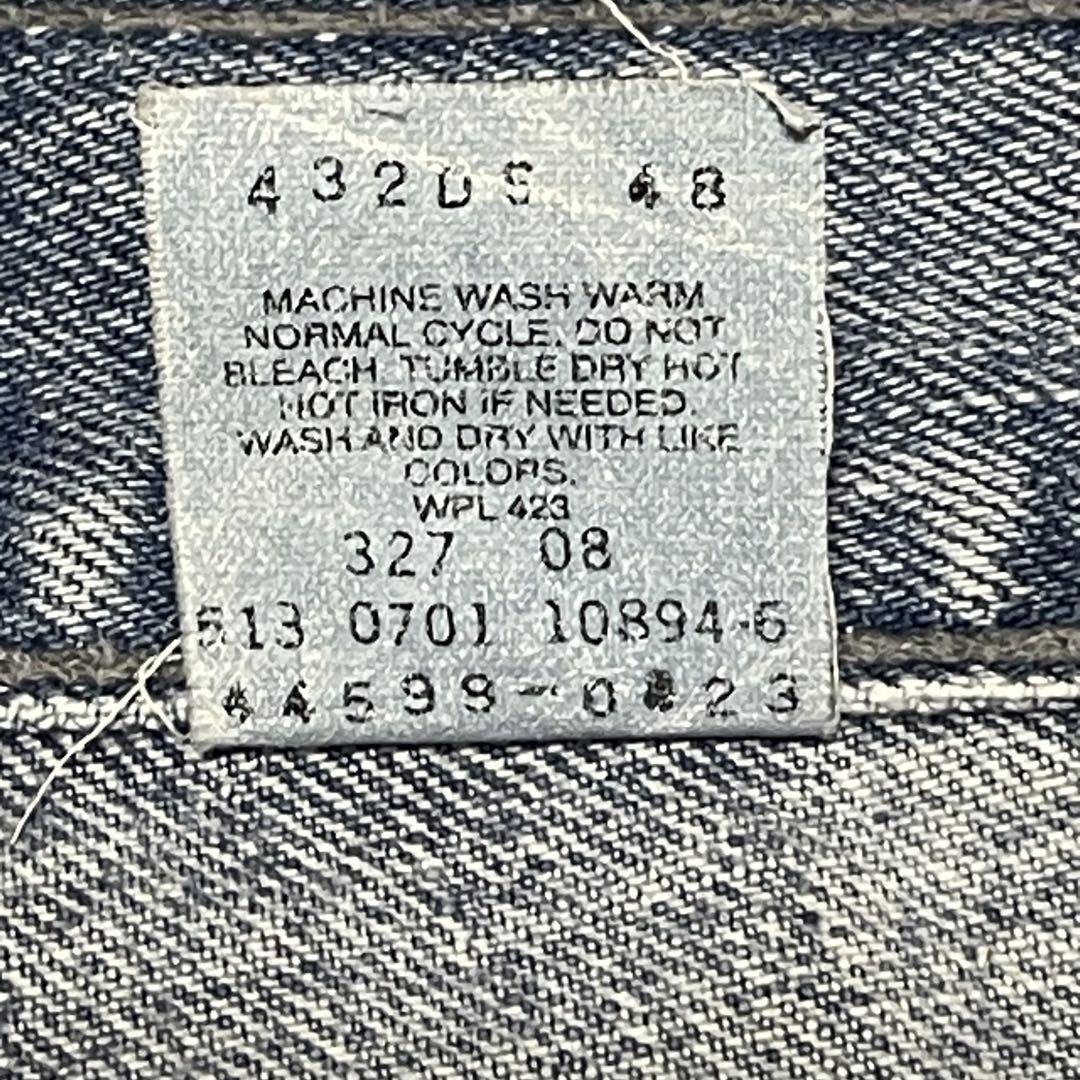 432DS 48
MACHINE WASH WARM
NORMAL CYCLE. DO NOT
BLEACH. TUMBLE DRY HOT
HOT IRON IF NEEDED.
WASH AND DRY WITH LIKE
COLORS.
WPL 423
327 08
513 0701 10894-6